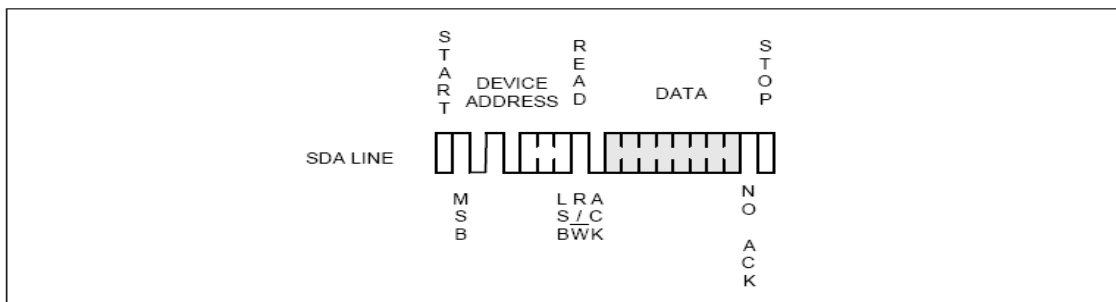 START
DEVICE
ADDRESS
READ
DATA
STOP
SDA LINE
MSB
LSB
R/W
ACK
NO ACK